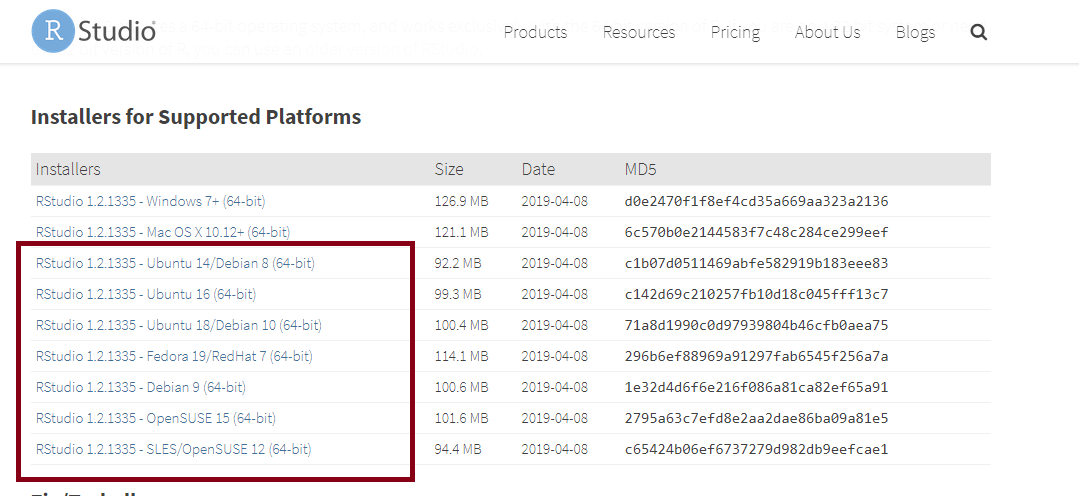 R Studio®
Products Resources Pricing About Us Blogs
Installers for Supported Platforms
Installers Size Date MD5
RStudio 1.2.1335 - Windows 7+ (64-bit) 126.9 MB 2019-04-08 d0e2470f1f8ef4cd35a669aa323a2136
RStudio 1.2.1335 - Mac OS X 10.12+ (64-bit) 121.1 MB 2019-04-08 6c570b0e2144583f7c48c284ce299eef
RStudio 1.2.1335 - Ubuntu 14/Debian 8 (64-bit) 92.2 MB 2019-04-08 c1b07d0511469abfe582919b183eee83
RStudio 1.2.1335 - Ubuntu 16 (64-bit) 99.3 MB 2019-04-08 c142d69c210257fb10d18c045fff13c7
RStudio 1.2.1335 - Ubuntu 18/Debian 10 (64-bit) 100.4 MB 2019-04-08 71a8d1990c0d97939804b46cfb0aea75
RStudio 1.2.1335 - Fedora 19/RedHat 7 (64-bit) 114.1 MB 2019-04-08 296b6ef88969a91297fab6545f256a7a
RStudio 1.2.1335 - Debian 9 (64-bit) 100.6 MB 2019-04-08 1e32d4d6f6e216f086a81ca82ef65a91
RStudio 1.2.1335 - OpenSUSE 15 (64-bit) 101.6 MB 2019-04-08 2795a63c7efd8e2aa2dae86ba09a81e5
RStudio 1.2.1335 - SLES/OpenSUSE 12 (64-bit) 94.4 MB 2019-04-08 c65424b06ef6737279d982db9eefcae1